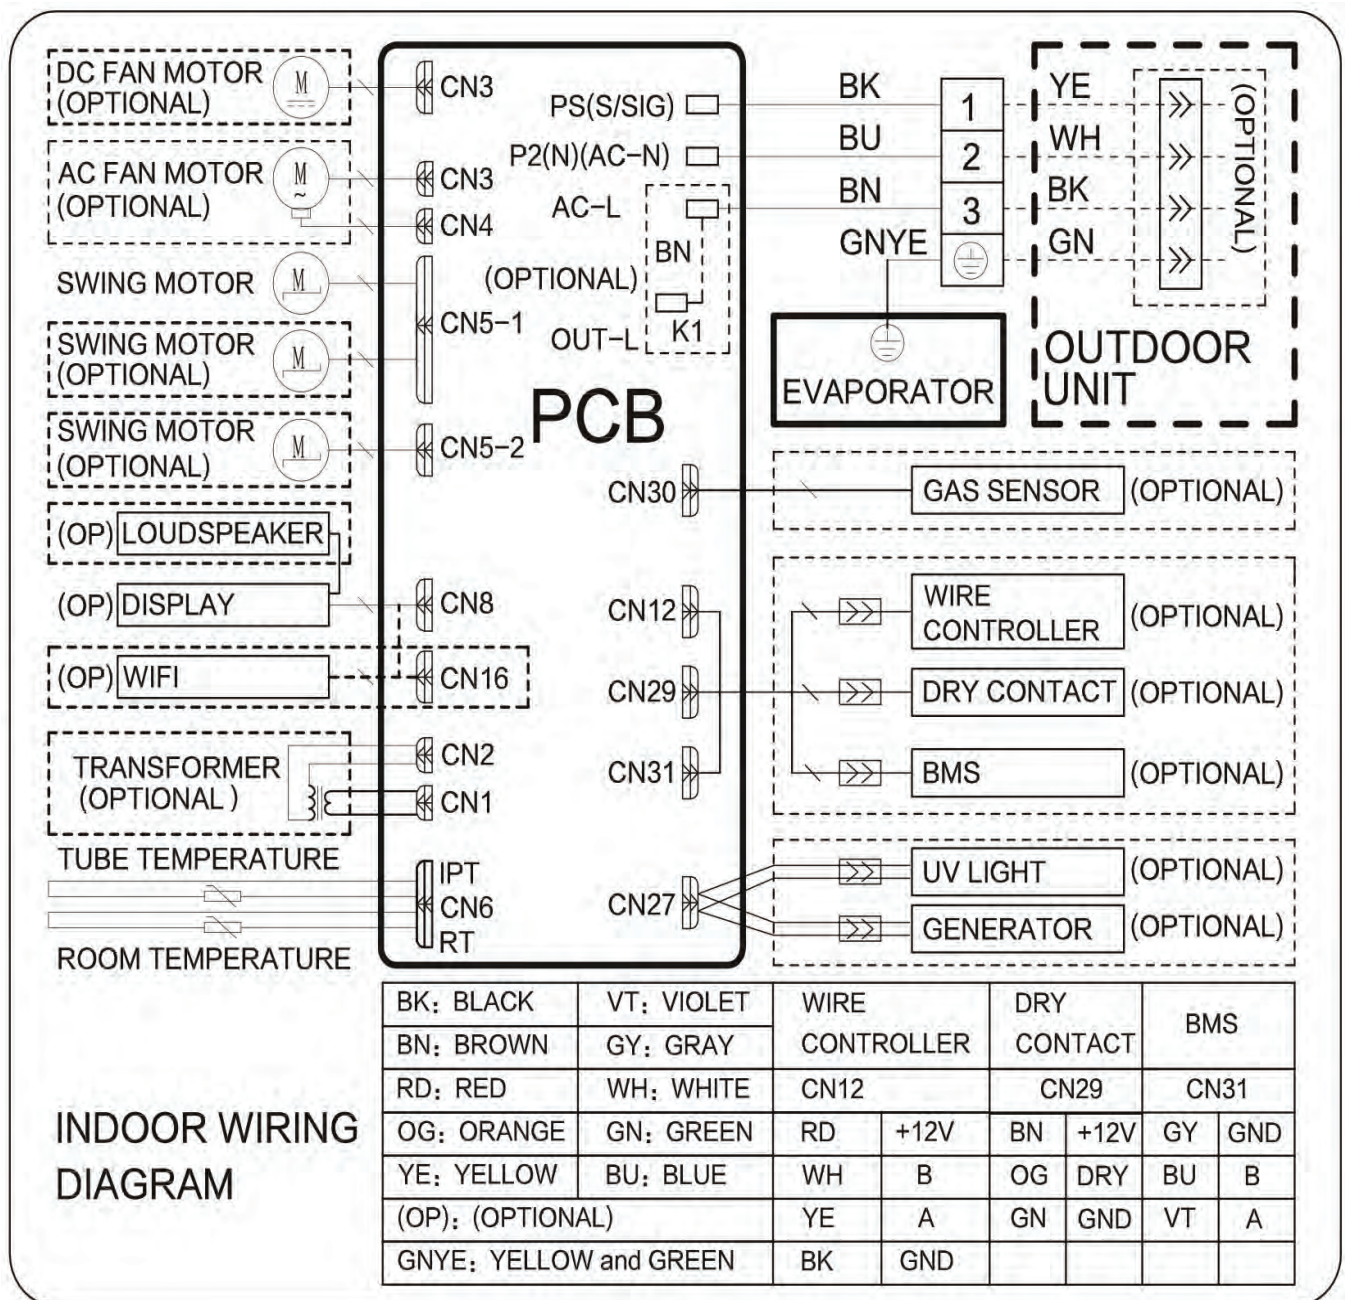 DC FAN MOTOR
(OPTIONAL)
M
CN3
AC FAN MOTOR
(OPTIONAL)
M
~
CN3
CN4
SWING MOTOR
M
CN5-1
SWING MOTOR
(OPTIONAL)
M
SWING MOTOR
(OPTIONAL)
M
CN5-2
(OP) LOUDSPEAKER
(OP) DISPLAY
CN8
(OP) WIFI
CN16
TRANSFORMER
(OPTIONAL)
CN2
CN1
TUBE TEMPERATURE
IPT
CN6
RT
ROOM TEMPERATURE
PS(S/SIG)
P2(N)(AC-N)
AC-L
BN
(OPTIONAL)
K1
OUT-L
PCB
CN30
CN12
CN29
CN31
CN27
BK 1 YE
BU 2 WH
BN 3 BK
GNYE GN
(OPTIONAL)
OUTDOOR
UNIT
EVAPORATOR
GAS SENSOR (OPTIONAL)
WIRE
CONTROLLER (OPTIONAL)
DRY CONTACT (OPTIONAL)
BMS (OPTIONAL)
UV LIGHT (OPTIONAL)
GENERATOR (OPTIONAL)
INDOOR WIRING
DIAGRAM
BK: BLACK VT: VIOLET WIRE DRY BMS
BN: BROWN GY: GRAY CONTROLLER CONTACT
RD: RED WH: WHITE CN12 CN29 CN31
OG: ORANGE GN: GREEN RD +12V BN +12V GY GND
YE: YELLOW BU: BLUE WH B OG DRY BU B
(OP): (OPTIONAL) YE A GN GND VT A
GNYE: YELLOW and GREEN BK GND